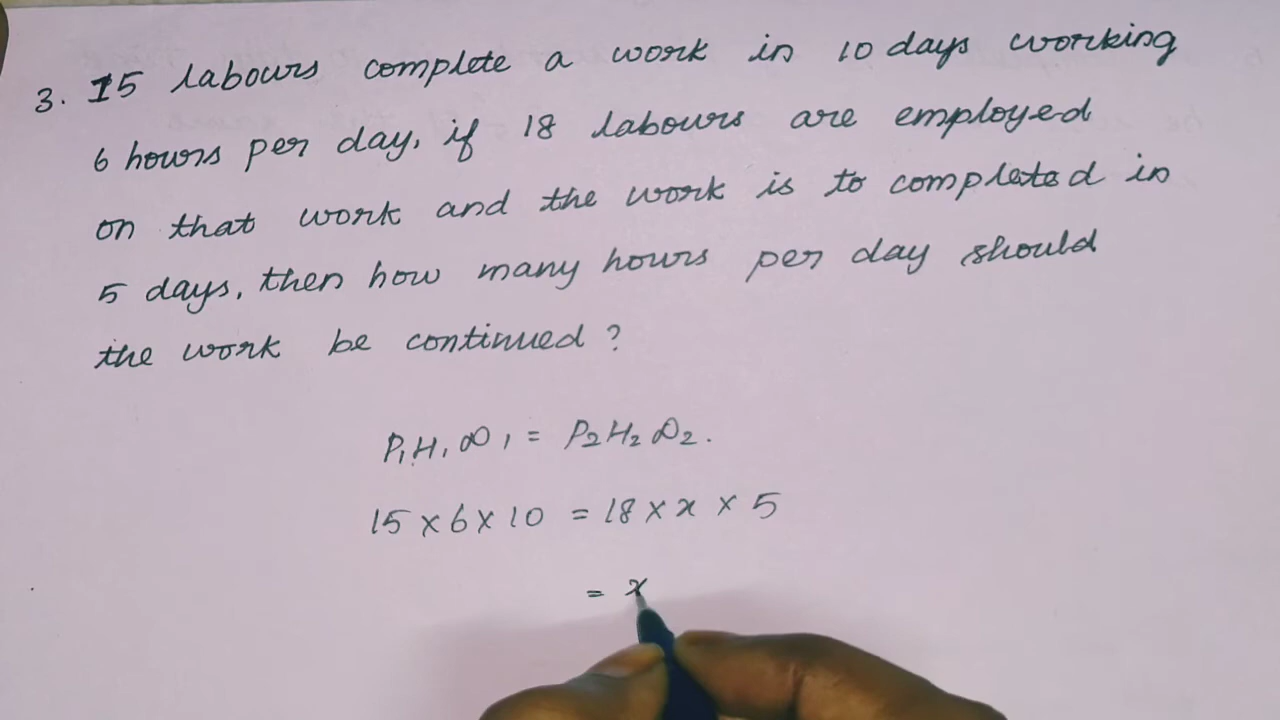 3. 15 labours complete a work in 10 days working
6 hours per day, if 18 labours are employed
on that work and the work is to completed in
5 days, then how many hours per day should
the work be continued?
P₁H₁D₁ = P₂H₂D₂.
15 × 6 × 10 = 18 × x × 5
= x